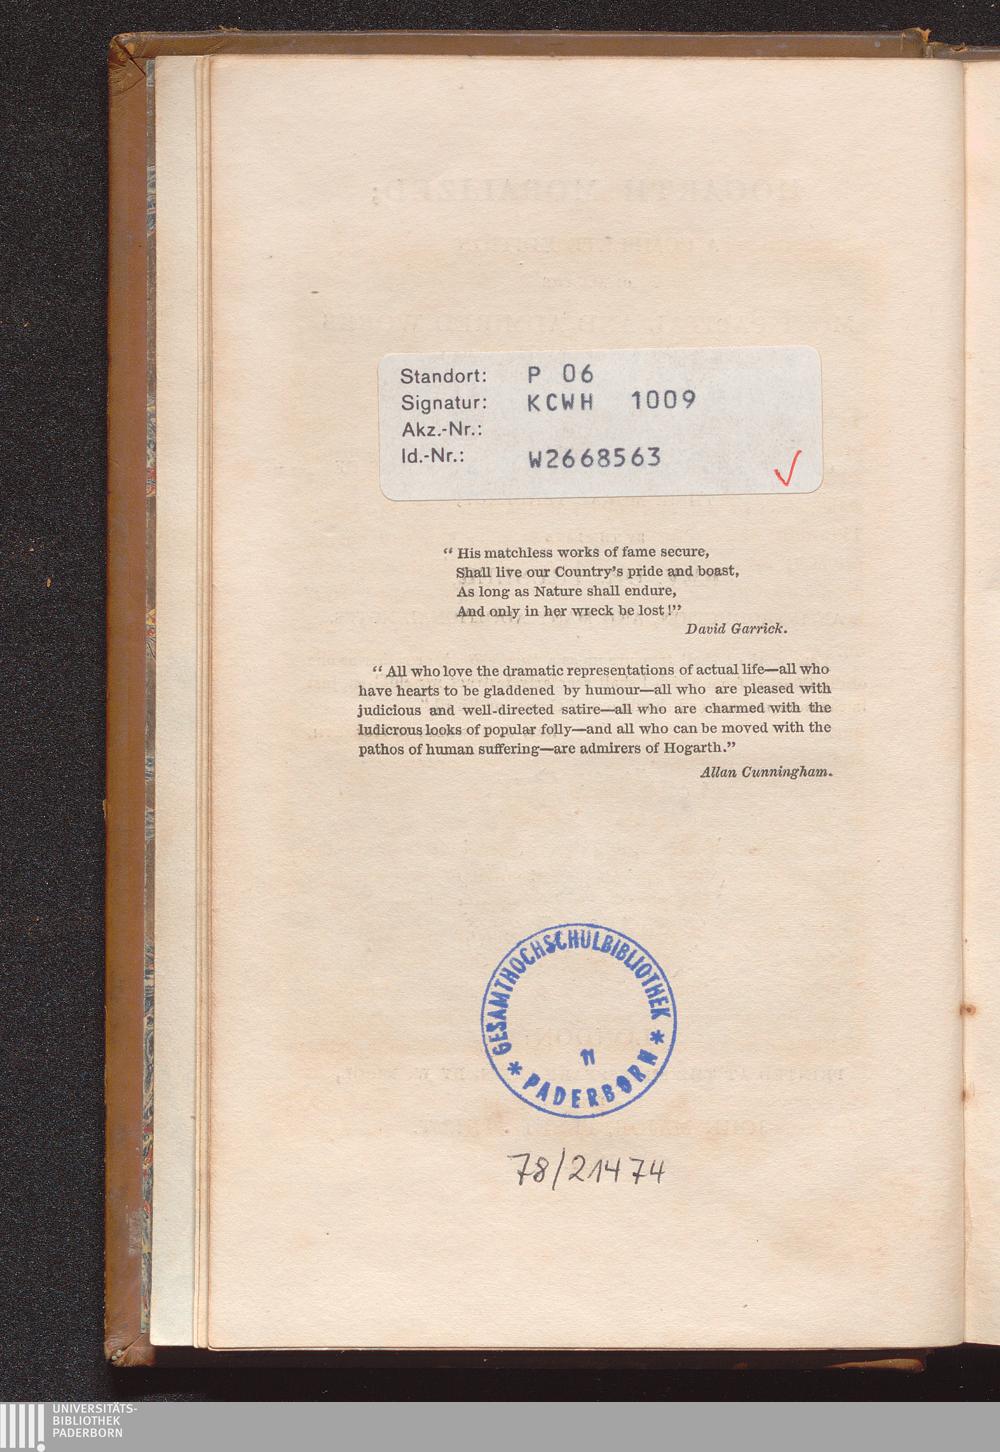 Standort: P 06
Signatur: KCWH 1009
Akz.-Nr.:
Id.-Nr.: W2668563
“ His matchless works of fame secure,
Shall live our Country’s pride and boast,
As long as Nature shall endure,
And only in her wreck be lost !”
David Garrick.
“ All who love the dramatic representations of actual life—all who
have hearts to be gladdened by humour—all who are pleased with
judicious and well-directed satire—all who are charmed with the
ludicrous looks of popular folly—and all who can be moved with the
pathos of human suffering—are admirers of Hogarth.”
Allan Cunningham.
GESAMTHOCHSCHULBIBLIOTHEK
11
* PADERBORN *
78/21474
UNIVERSITÄTS-
BIBLIOTHEK
PADERBORN